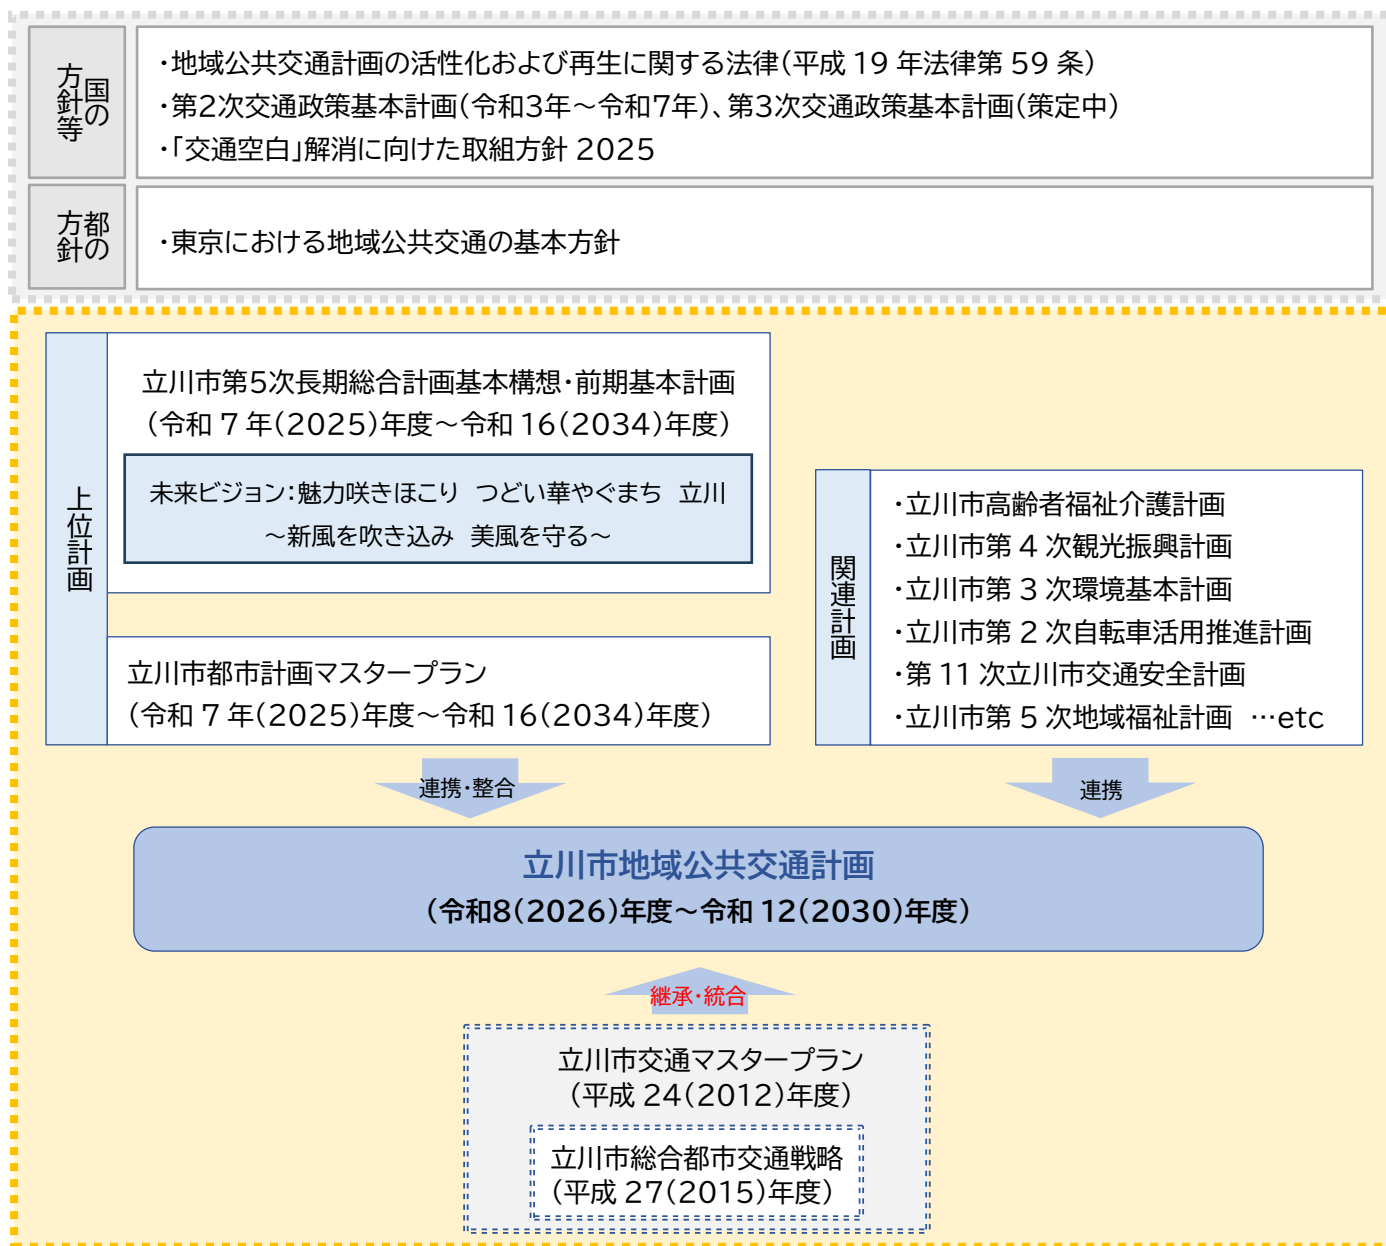 国の
方針等
・地域公共交通計画の活性化および再生に関する法律(平成 19 年法律第 59 条)
・第2次交通政策基本計画(令和3年~令和7年)、第3次交通政策基本計画(策定中)
・「交通空白」解消に向けた取組方針 2025
都の
方針
・東京における地域公共交通の基本方針
上位計画
立川市第5次長期総合計画基本構想・前期基本計画
(令和 7 年(2025)年度~令和 16(2034)年度)
未来ビジョン:魅力咲きほこり つどい華やぐまち 立川
~新風を吹き込み 美風を守る~
立川市都市計画マスタープラン
(令和 7 年(2025)年度~令和 16(2034)年度)
関連計画
・立川市高齢者福祉介護計画
・立川市第 4 次観光振興計画
・立川市第 3 次環境基本計画
・立川市第 2 次自転車活用推進計画
・第 11 次立川市交通安全計画
・立川市第 5 次地域福祉計画 …etc
連携・整合
連携
立川市地域公共交通計画
(令和8(2026)年度~令和 12(2030)年度)
継承・統合
立川市交通マスタープラン
(平成 24(2012)年度)
立川市総合都市交通戦略
(平成 27(2015)年度)